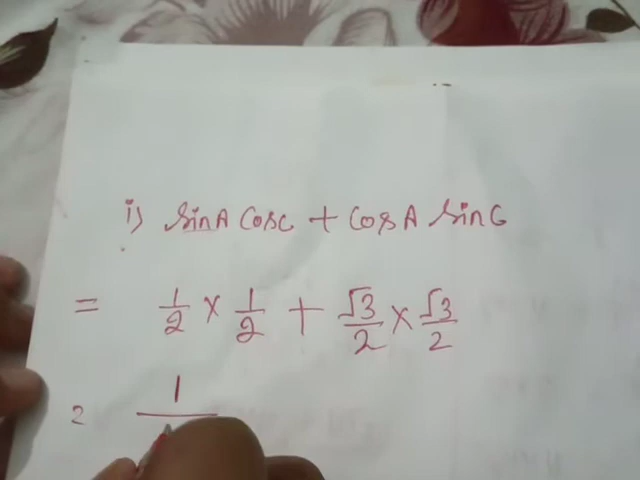 i) sinA cosC + cosA sinC
= 1/2 × 1/2 + √3/2 × √3/2
= 1